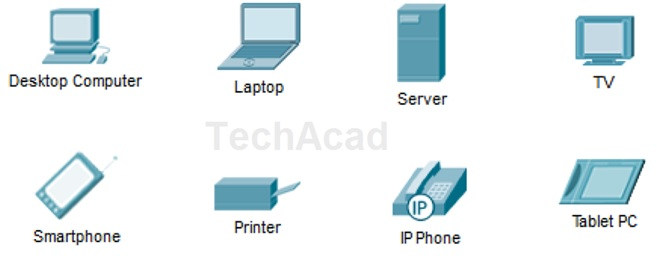 Desktop Computer
Laptop
Server
TV
TechAcad
Smartphone
Printer
IP
IP Phone
Tablet PC